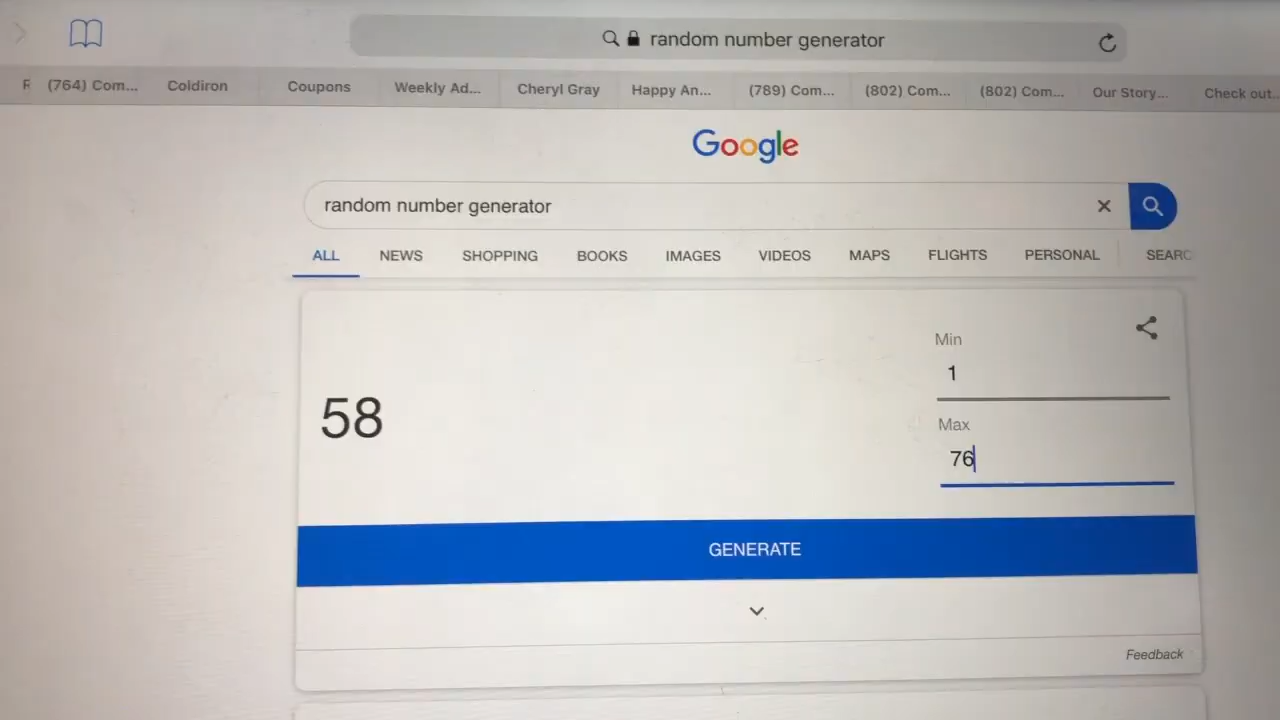 random number generator
(764) Com... Coldiron Coupons Weekly Ad... Cheryl Gray Happy An... (789) Com... (802) Com... (802) Com... Our Story... Check out...
Google
random number generator
ALL NEWS SHOPPING BOOKS IMAGES VIDEOS MAPS FLIGHTS PERSONAL SEARC
Min
1
58
Max
76
GENERATE
Feedback